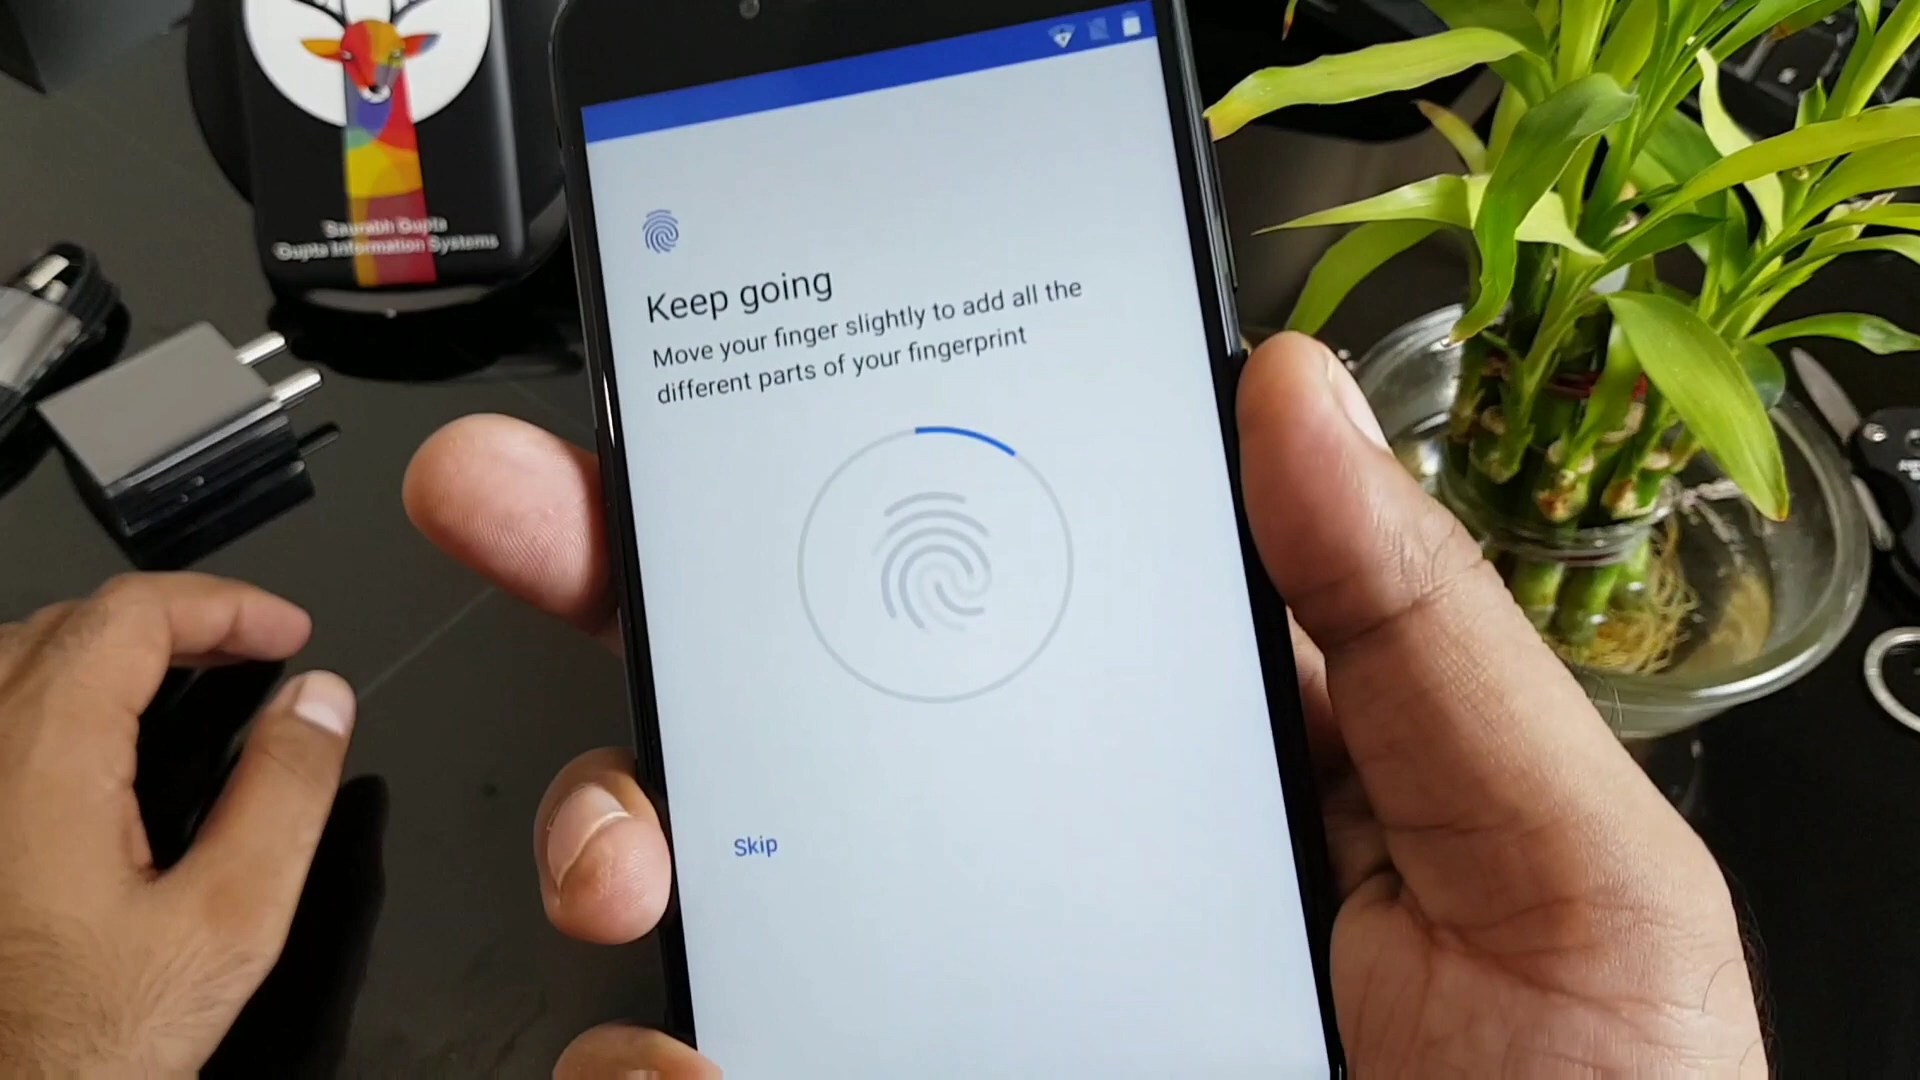 Saurabh Gupta
Gupta Information Systems
Keep going
Move your finger slightly to add all the
different parts of your fingerprint
Skip